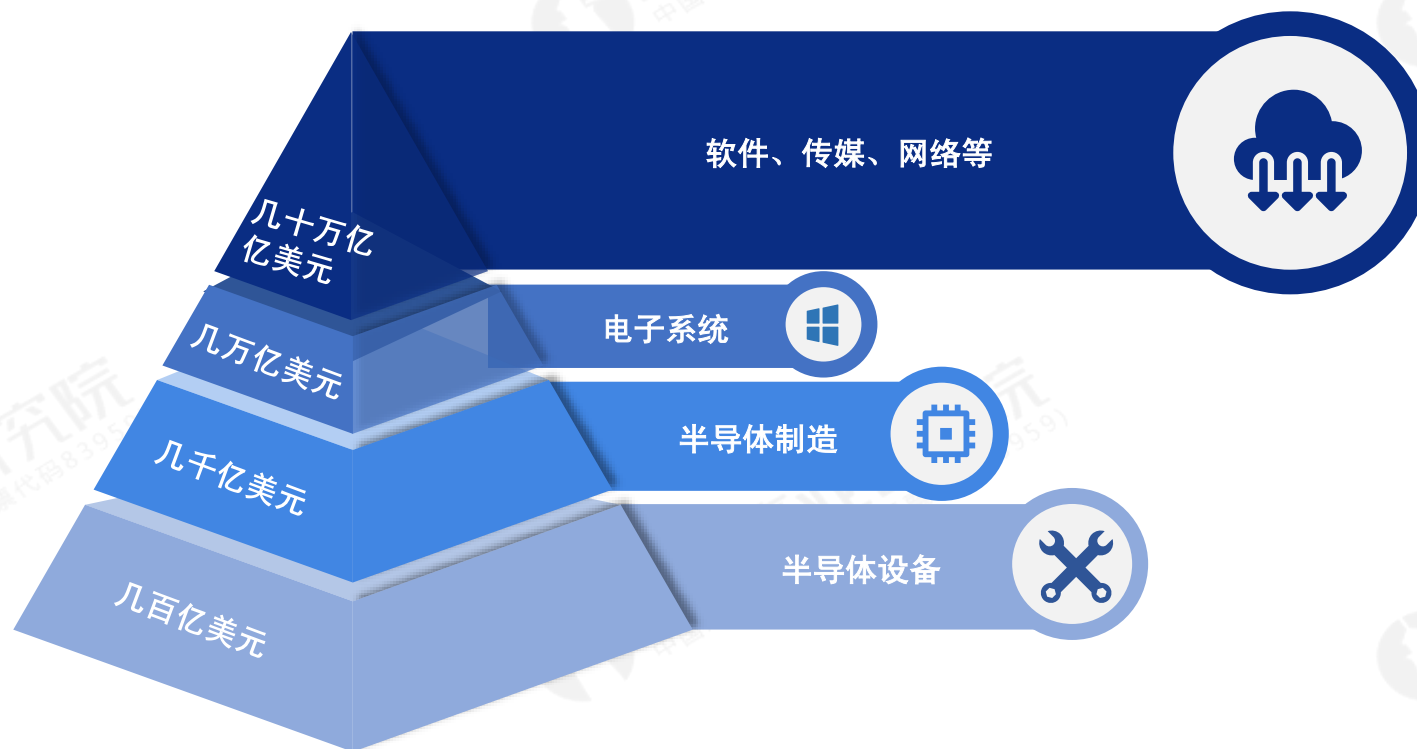 软件、传媒、网络等
几十万亿
亿美元
几万亿美元
电子系统
几千亿美元
半导体制造
几百亿美元
半导体设备